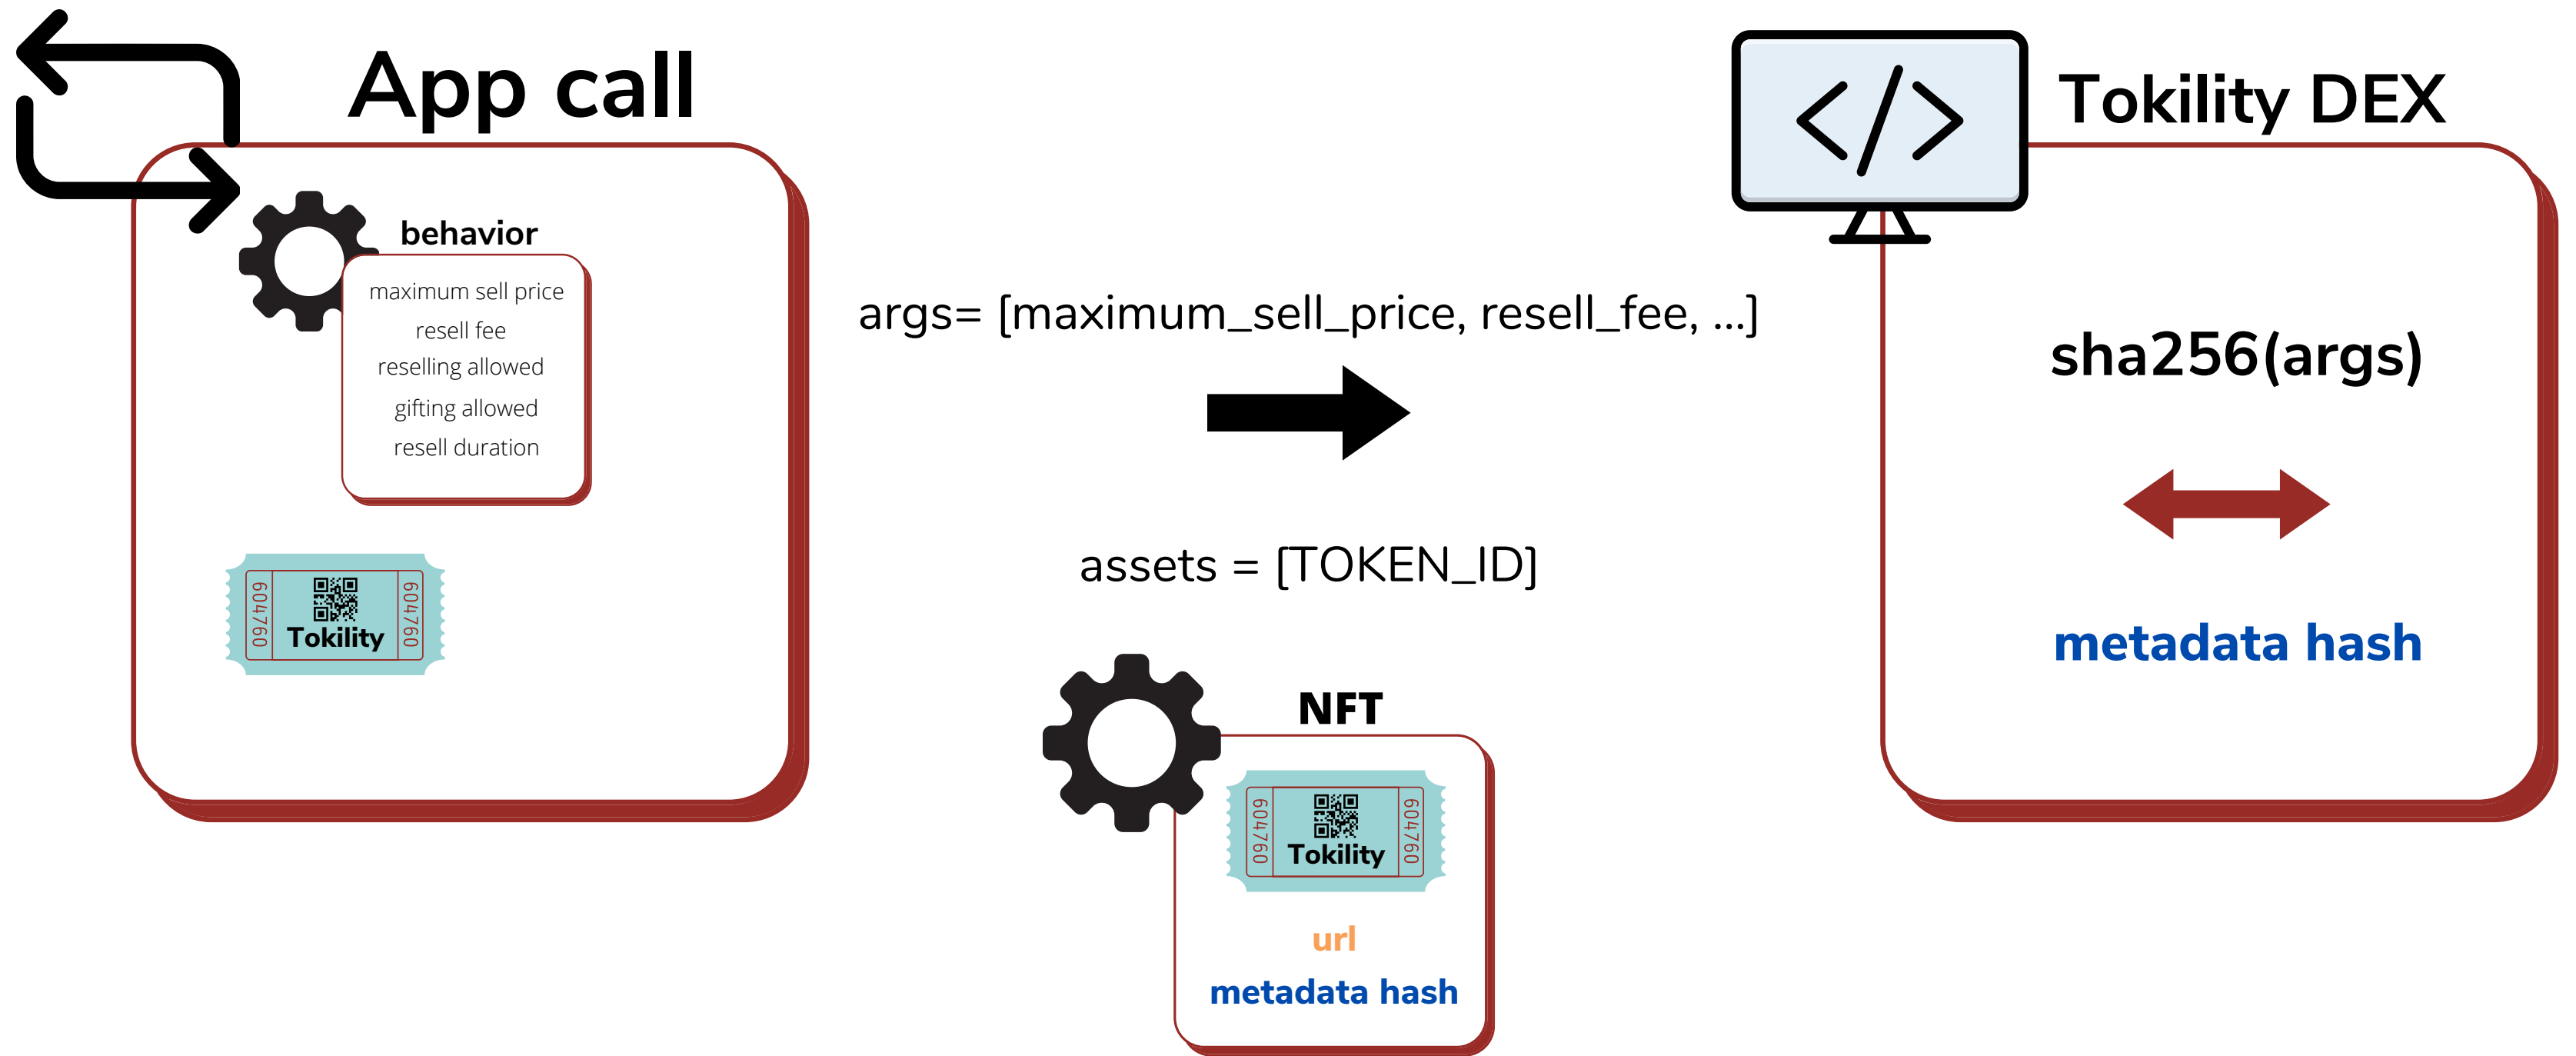 App call
behavior
maximum sell price
resell fee
reselling allowed
gifting allowed
resell duration
604760
Tokility
604760
args= [maximum_sell_price, resell_fee, ...]
assets = [TOKEN_ID]
NFT
604760
Tokility
604760
url
metadata hash
</>
Tokility DEX
sha256(args)
metadata hash